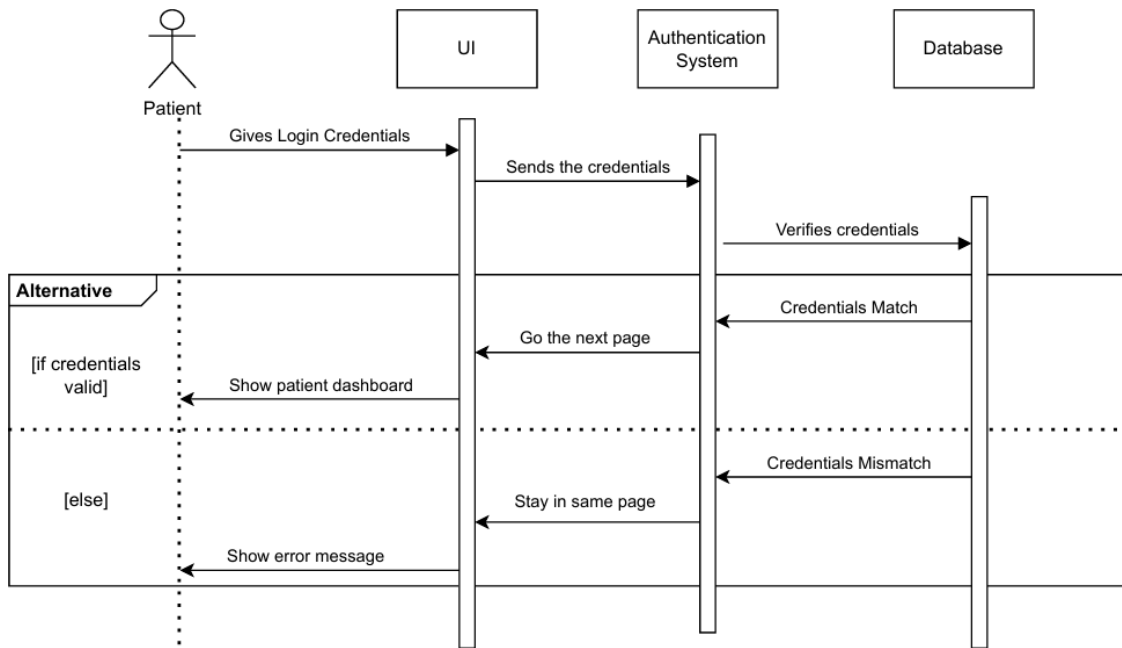 UI
Authentication
System
Database
Patient
Gives Login Credentials
Sends the credentials
Verifies credentials
Alternative
Credentials Match
Go the next page
[if credentials
valid]
Show patient dashboard
Credentials Mismatch
[else]
Stay in same page
Show error message